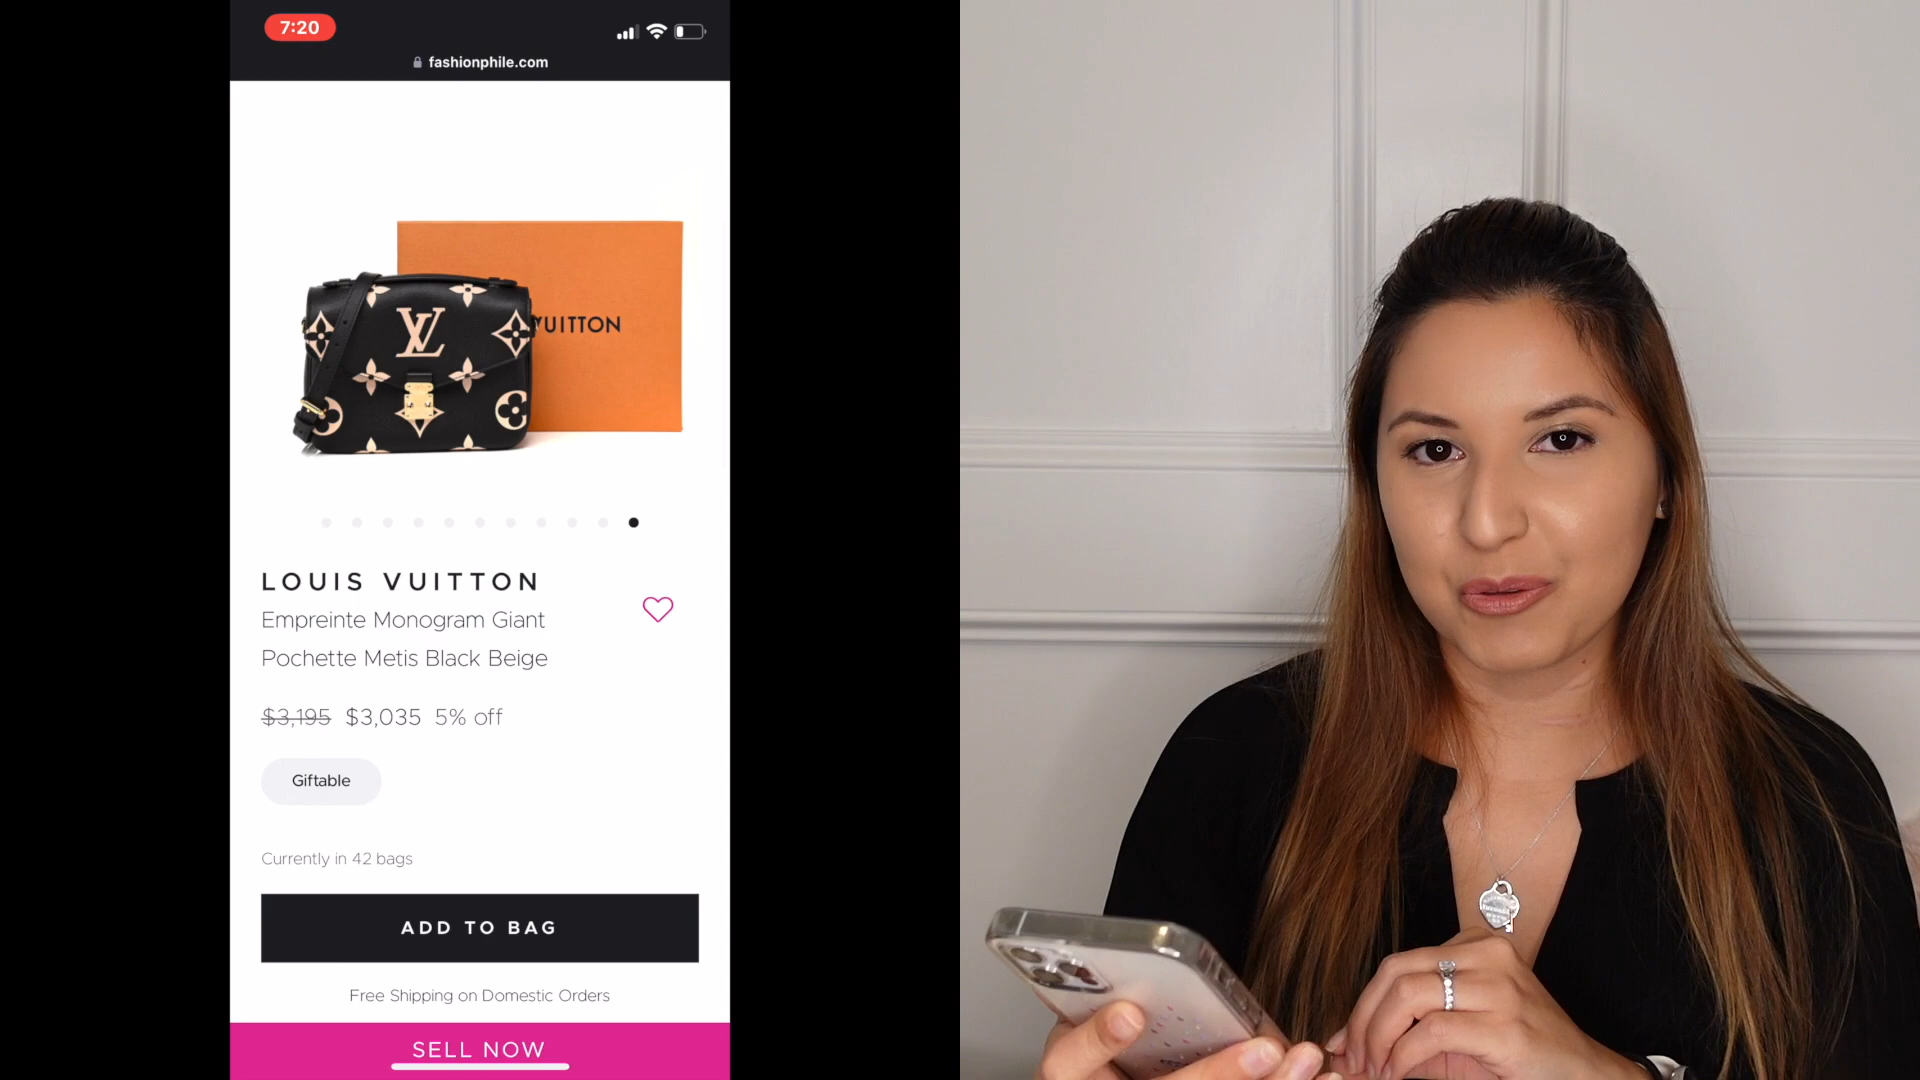 7:20
fashionphile.com
VUITTON
LOUIS VUITTON
Empreinte Monogram Giant
Pochette Metis Black Beige
$3,195 $3,035 5% off
Giftable
Currently in 42 bags
ADD TO BAG
Free Shipping on Domestic Orders
SELL NOW